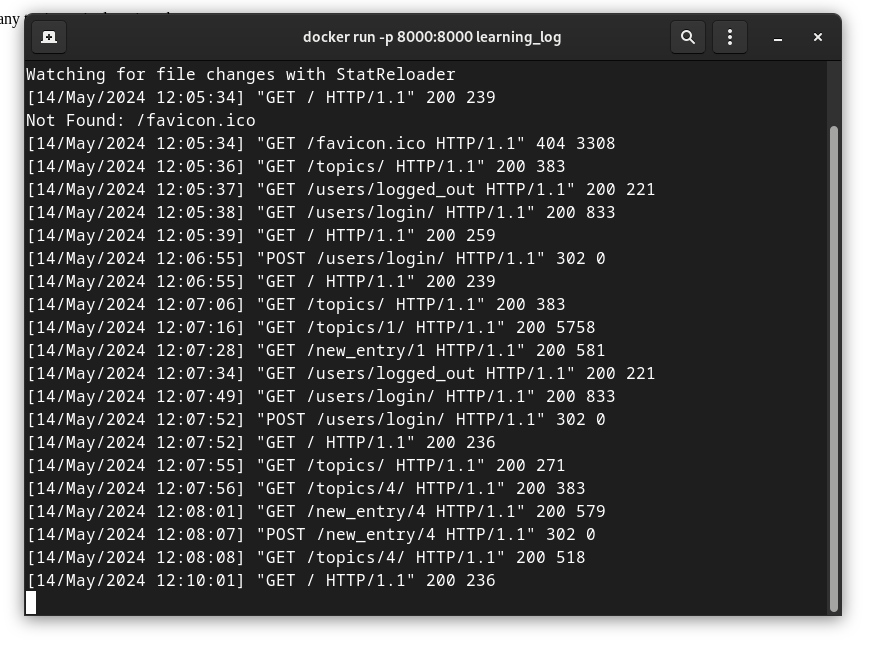 any
docker run -p 8000:8000 learning_log
Watching for file changes with StatReloader
[14/May/2024 12:05:34] "GET / HTTP/1.1" 200 239
Not Found: /favicon.ico
[14/May/2024 12:05:34] "GET /favicon.ico HTTP/1.1" 404 3308
[14/May/2024 12:05:36] "GET /topics/ HTTP/1.1" 200 383
[14/May/2024 12:05:37] "GET /users/logged_out HTTP/1.1" 200 221
[14/May/2024 12:05:38] "GET /users/login/ HTTP/1.1" 200 833
[14/May/2024 12:05:39] "GET / HTTP/1.1" 200 259
[14/May/2024 12:06:55] "POST /users/login/ HTTP/1.1" 302 0
[14/May/2024 12:06:55] "GET / HTTP/1.1" 200 239
[14/May/2024 12:07:06] "GET /topics/ HTTP/1.1" 200 383
[14/May/2024 12:07:16] "GET /topics/1/ HTTP/1.1" 200 5758
[14/May/2024 12:07:28] "GET /new_entry/1 HTTP/1.1" 200 581
[14/May/2024 12:07:34] "GET /users/logged_out HTTP/1.1" 200 221
[14/May/2024 12:07:49] "GET /users/login/ HTTP/1.1" 200 833
[14/May/2024 12:07:52] "POST /users/login/ HTTP/1.1" 302 0
[14/May/2024 12:07:52] "GET / HTTP/1.1" 200 236
[14/May/2024 12:07:55] "GET /topics/ HTTP/1.1" 200 271
[14/May/2024 12:07:56] "GET /topics/4/ HTTP/1.1" 200 383
[14/May/2024 12:08:01] "GET /new_entry/4 HTTP/1.1" 200 579
[14/May/2024 12:08:07] "POST /new_entry/4 HTTP/1.1" 302 0
[14/May/2024 12:08:08] "GET /topics/4/ HTTP/1.1" 200 518
[14/May/2024 12:10:01] "GET / HTTP/1.1" 200 236